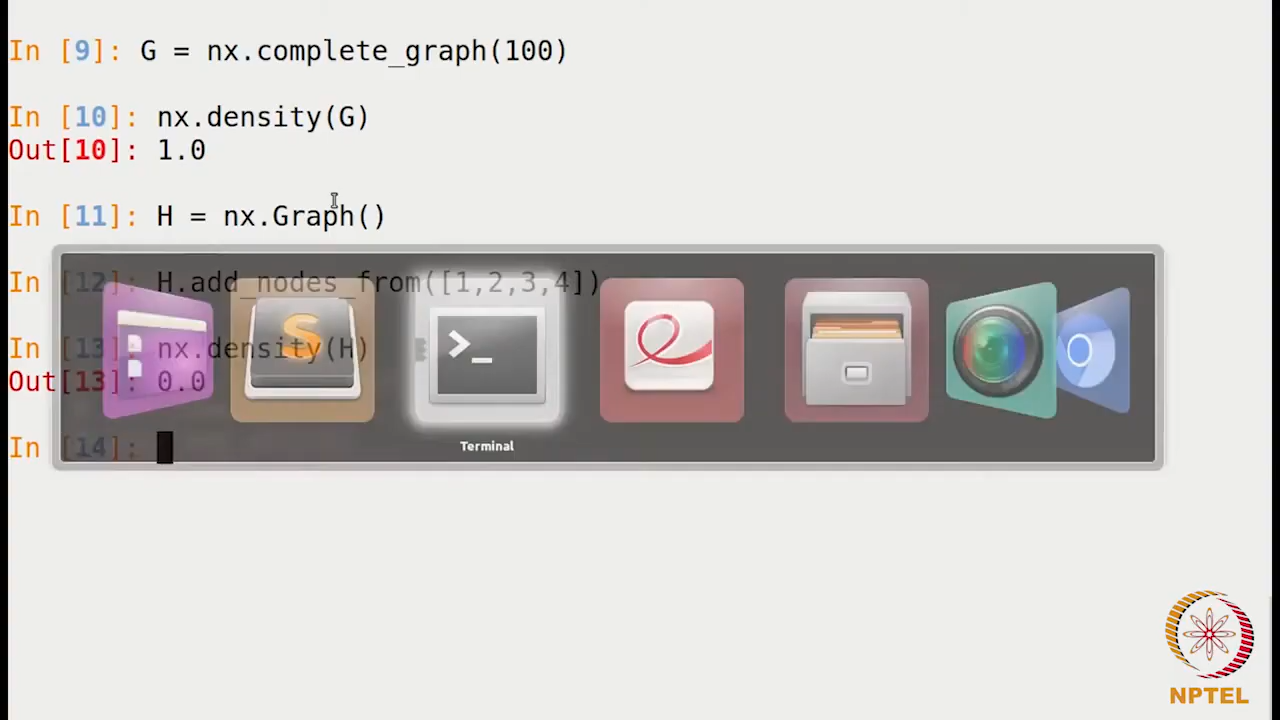 In [9]: G = nx.complete_graph(100)
In [10]: nx.density(G)
Out[10]: 1.0
In [11]: H = nx.Graph()
In [12]: H.add_nodes_from([1,2,3,4])
In [13]: nx.density(H)
Out[13]: 0.0
Terminal
In [14]:
NPTEL